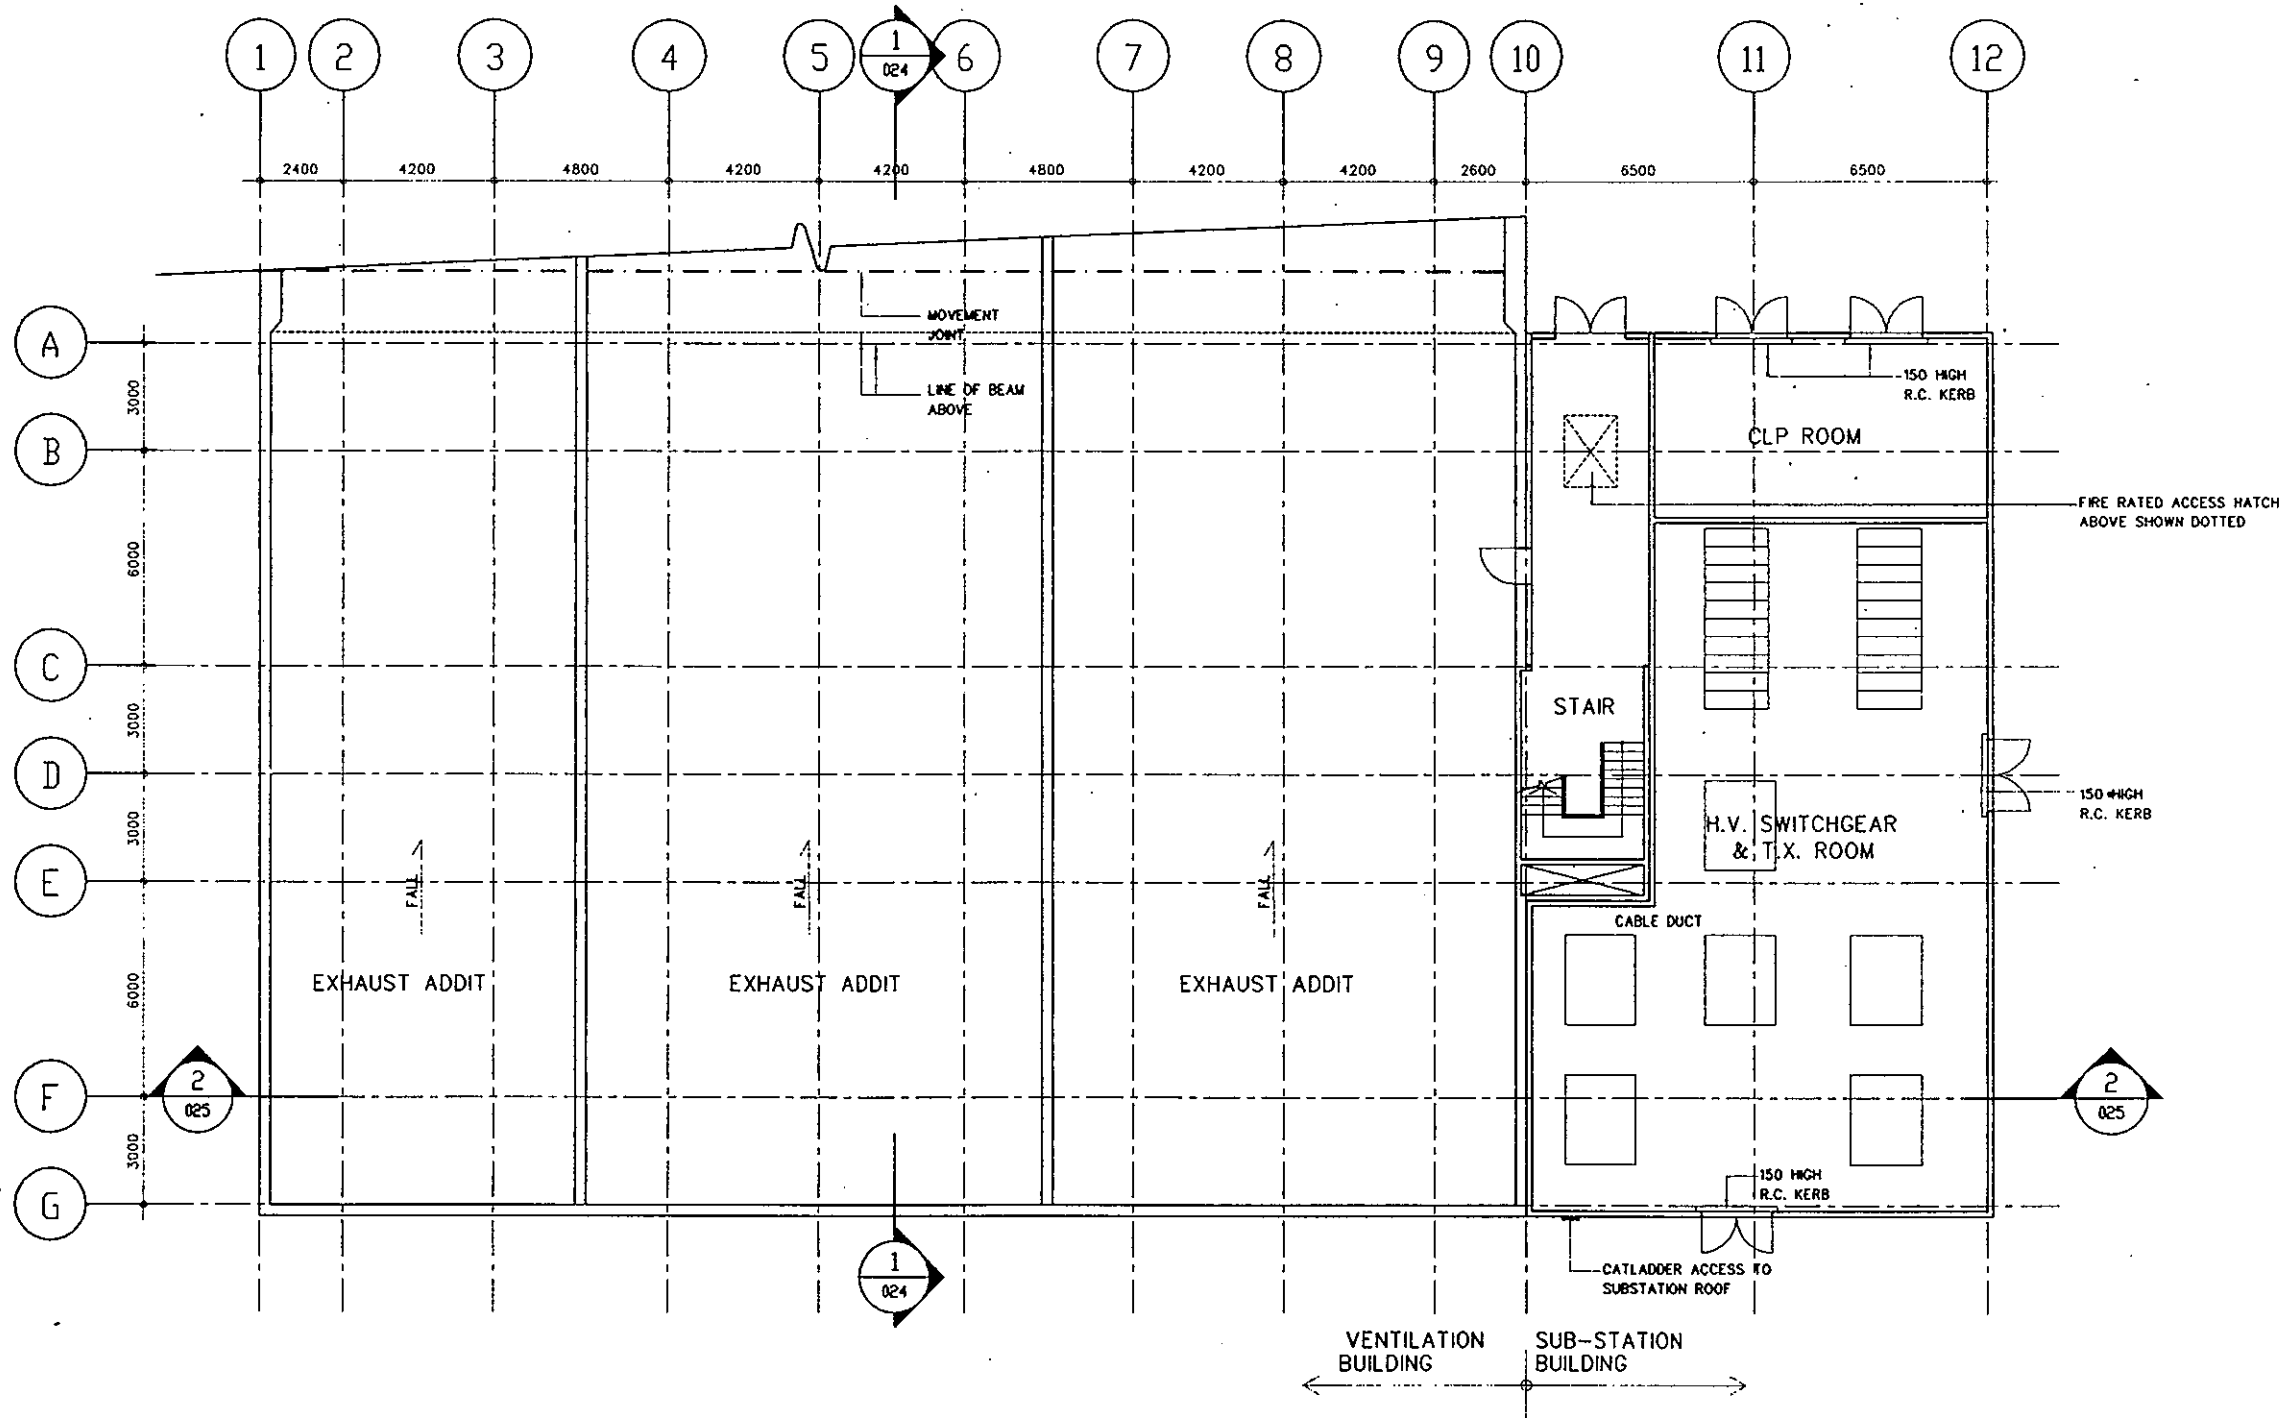 1 2 3 4 5 1 6 7 8 9 10 11 12
024
2400 4200 4800 4200 4200 4800 4200 4200 2600 6500 6500
MOVEMENT
JOINT
A
LINE OF BEAM
ABOVE
150 HIGH
R.C. KERB
3000
B
CLP ROOM
FIRE RATED ACCESS HATCH
ABOVE SHOWN DOTTED
6000
C
STAIR
3000
D
150 HIGH
R.C. KERB
3000
H.V. SWITCHGEAR
& T.X. ROOM
E
FALL FALL FALL
CABLE DUCT
6000
EXHAUST ADDIT EXHAUST ADDIT EXHAUST ADDIT
F
2
025
2
025
3000
150 HIGH
R.C. KERB
G
1
024
CATLADDER ACCESS TO
SUBSTATION ROOF
VENTILATION
BUILDING
SUB-STATION
BUILDING